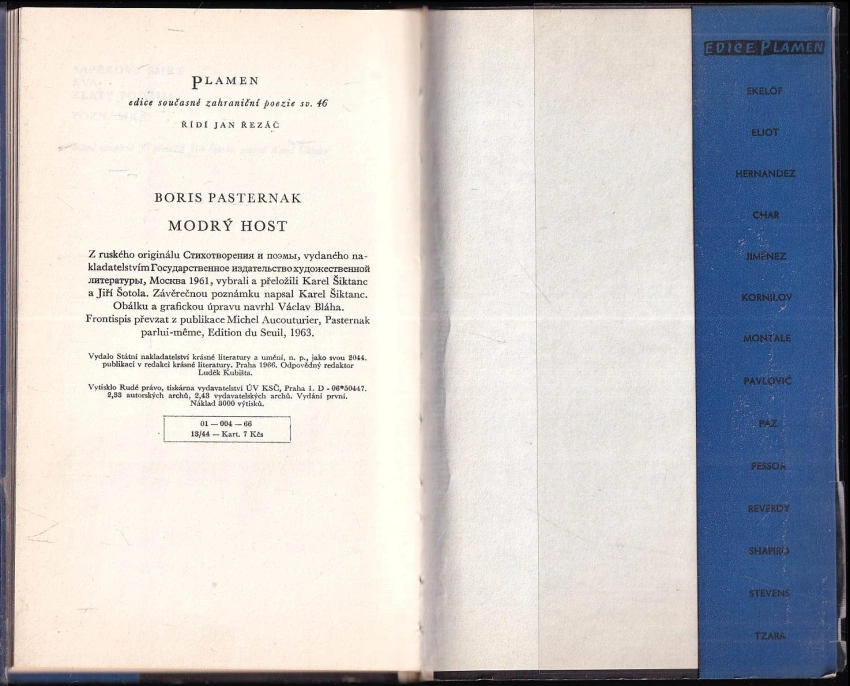 PLAMEN
edice současné zahraniční poezie sv. 46
ŘÍDÍ JAN ŘEZÁČ
BORIS PASTERNAK
MODRÝ HOST
Z ruského originálu Стихотворения и поэмы, vydaného na-
kladatelstvím Государственное издательство художественной
литературы, Москва 1961, vybrali a přeložili Karel Šiktanc
a Jiří Šotola. Závěrečnou poznámku napsal Karel Šiktanc.
Obálku a grafickou úpravu navrhl Václav Bláha.
Frontispis převzat z publikace Michel Aucouturier, Pasternak
parlui-même, Edition du Seuil, 1963.
Vydalo Státní nakladatelství krásné literatury a umění, n. p., jako svou 2044.
publikaci v redakci krásné literatury. Praha 1966. Odpovědný redaktor
Luděk Kubišta.
Vytisklo Rudé právo, tiskárna vydavatelství ÚV KSČ, Praha 1. D - 06*50447.
2,33 autorských archů, 2,43 vydavatelských archů. Vydání první.
Náklad 3000 výtisků.
01 — 004 — 66
13/44 — Kart. 7 Kčs
EDICE PLAMEN
EKELÖF
ELIOT
HERNANDEZ
CHAR
JIMÉNEZ
KORNILOV
MONTALE
PAVLOVIĆ
PAZ
PESSOA
REVERDY
SHAPIRO
STEVENS
TZARA